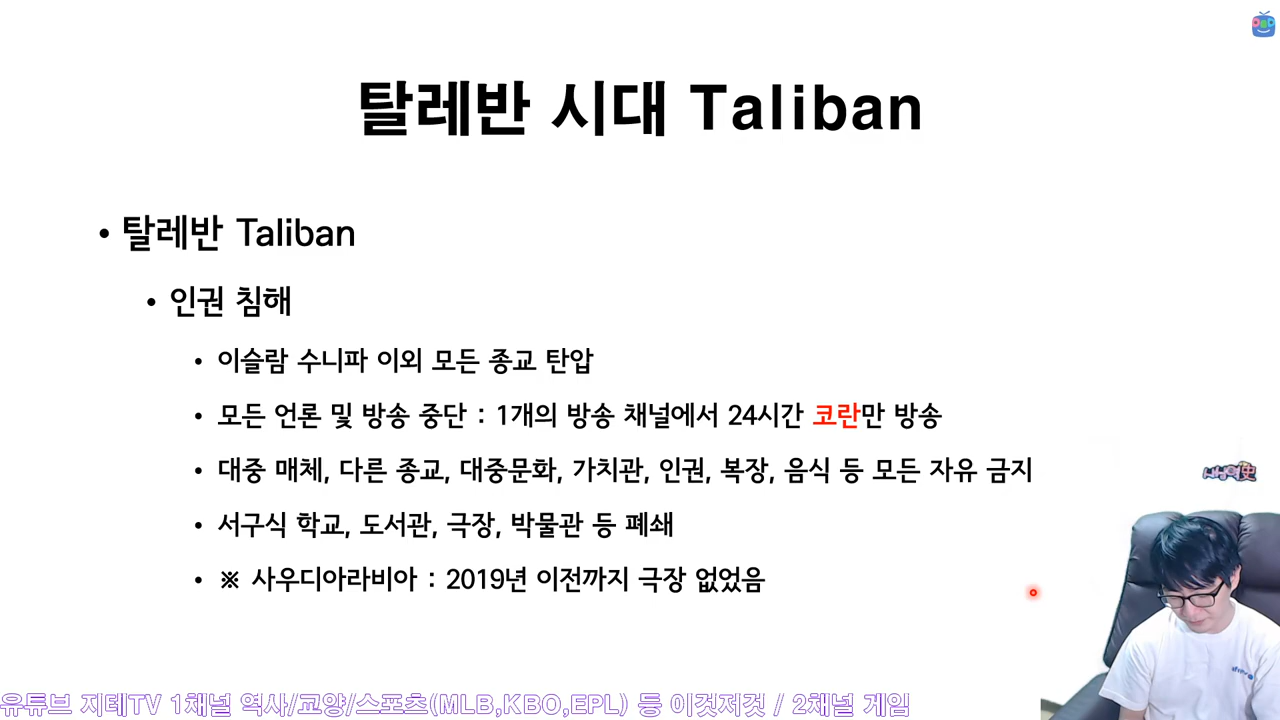 탈레반 시대 Taliban
• 탈레반 Taliban
• 인권 침해
• 이슬람 수니파 이외 모든 종교 탄압
• 모든 언론 및 방송 중단 : 1개의 방송 채널에서 24시간 코란만 방송
• 대중 매체, 다른 종교, 대중문화, 가치관, 인권, 복장, 음식 등 모든 자유 금지
• 서구식 학교, 도서관, 극장, 박물관 등 폐쇄
• ※ 사우디아라비아 : 2019년 이전까지 극장 없었음
유튜브 지테TV 1채널 역사/교양/스포츠(MLB,KBO,EPL) 등 이것저것 / 2채널 게임